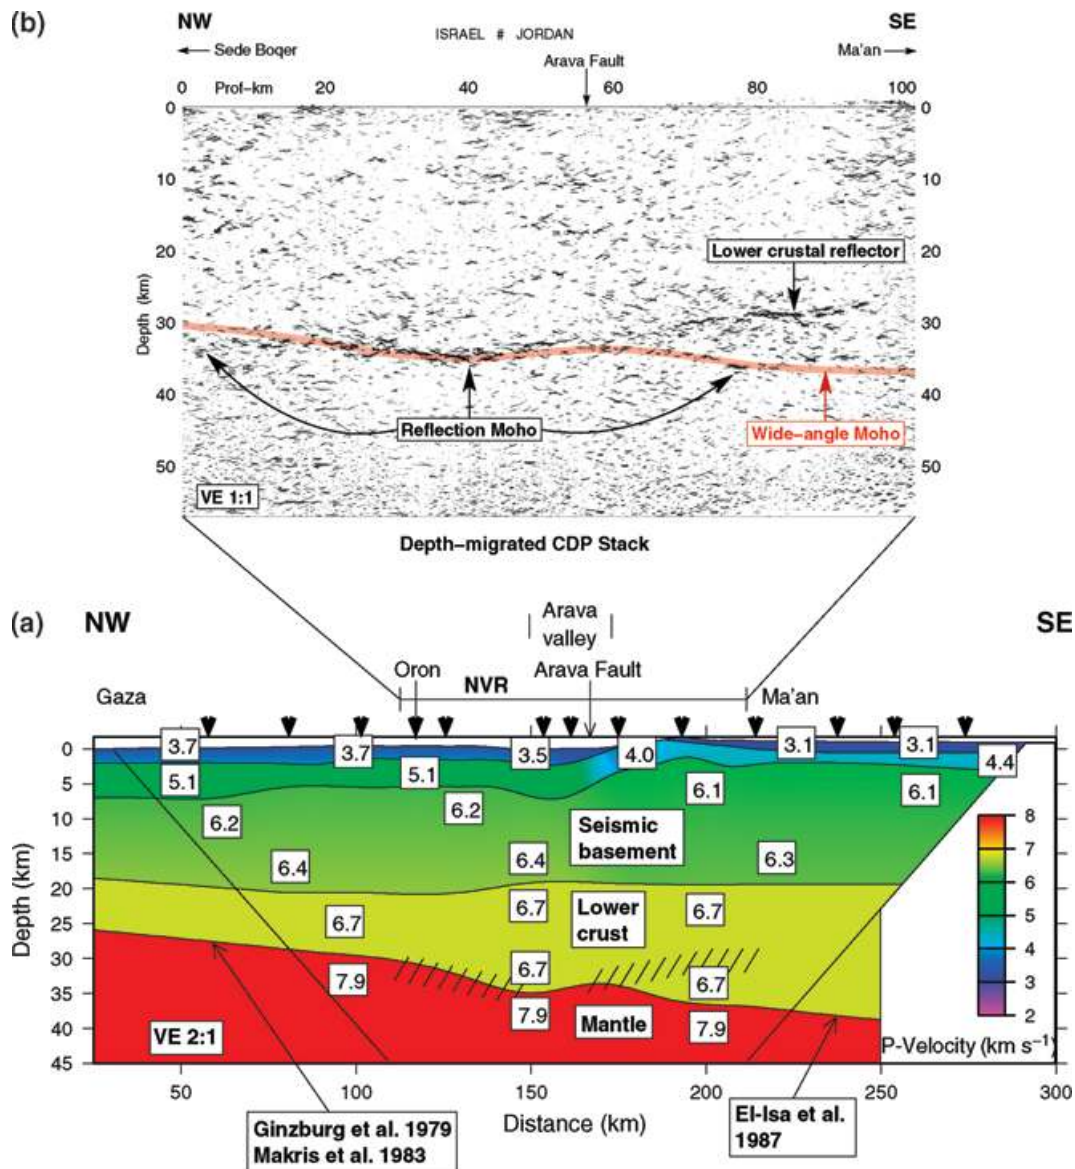 (b)
NW
SE
ISRAEL # JORDAN
Sede Boqer
Ma'an
Arava Fault
0 Prof–km 20 40 60 80 100
0 0
10 10
20 20
Lower crustal reflector
Depth (km)
30 30
40 40
Reflection Moho
Wide–angle Moho
50 50
VE 1:1
Depth–migrated CDP Stack
(a) NW
SE
Arava
valley
Oron
Arava Fault
NVR
Gaza
Ma'an
0
3.7 3.7 3.5 4.0 3.1 3.1
4.4
5.1 5.1
5
6.1 6.1
6.2 6.2
10
Seismic
basement
15
6.4 6.4 6.3
20
6.7 6.7
Lower
crust
25
6.7
30
6.7 6.7
7.9
35
7.9 Mantle 7.9
40
VE 2:1
45
Depth (km)
8
7
6
5
4
3
2
P-Velocity (km s⁻¹)
50 100 150 200 250 300
Distance (km)
Ginzburg et al. 1979
Makris et al. 1983
El-Isa et al.
1987